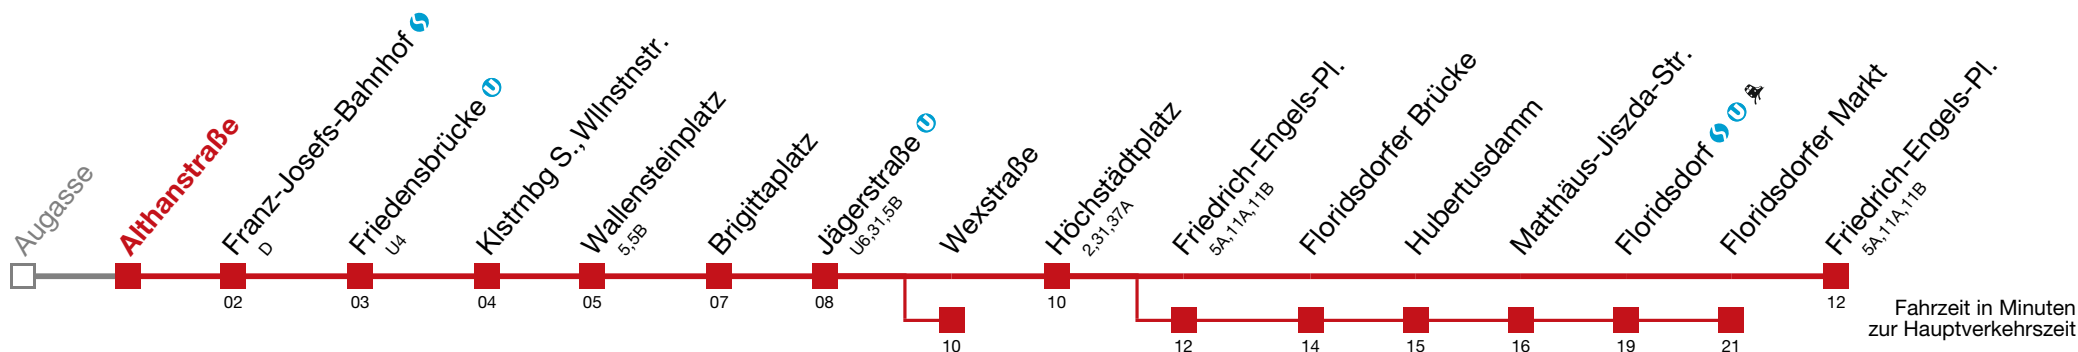 Augasse
Althanstraße
Franz-Josefs-Bahnhof
D
02
Friedensbrücke
U4
03
Klstrnbg S., Wllnstnstr.
04
Wallensteinplatz
5,5B
05
Brigittaplatz
07
Jägerstraße
U6,31,5B
08
Wexstraße
10
Höchstädtplatz
2,31,37A
10
Friedrich-Engels-Pl.
5A,11A,11B
12
Floridsdorfer Brücke
14
Hubertusdamm
15
Matthäus-Jiszda-Str.
16
Floridsdorf
19
Floridsdorfer Markt
21
Friedrich-Engels-Pl.
5A,11A,11B
12
Fahrzeit in Minuten
zur Hauptverkehrszeit